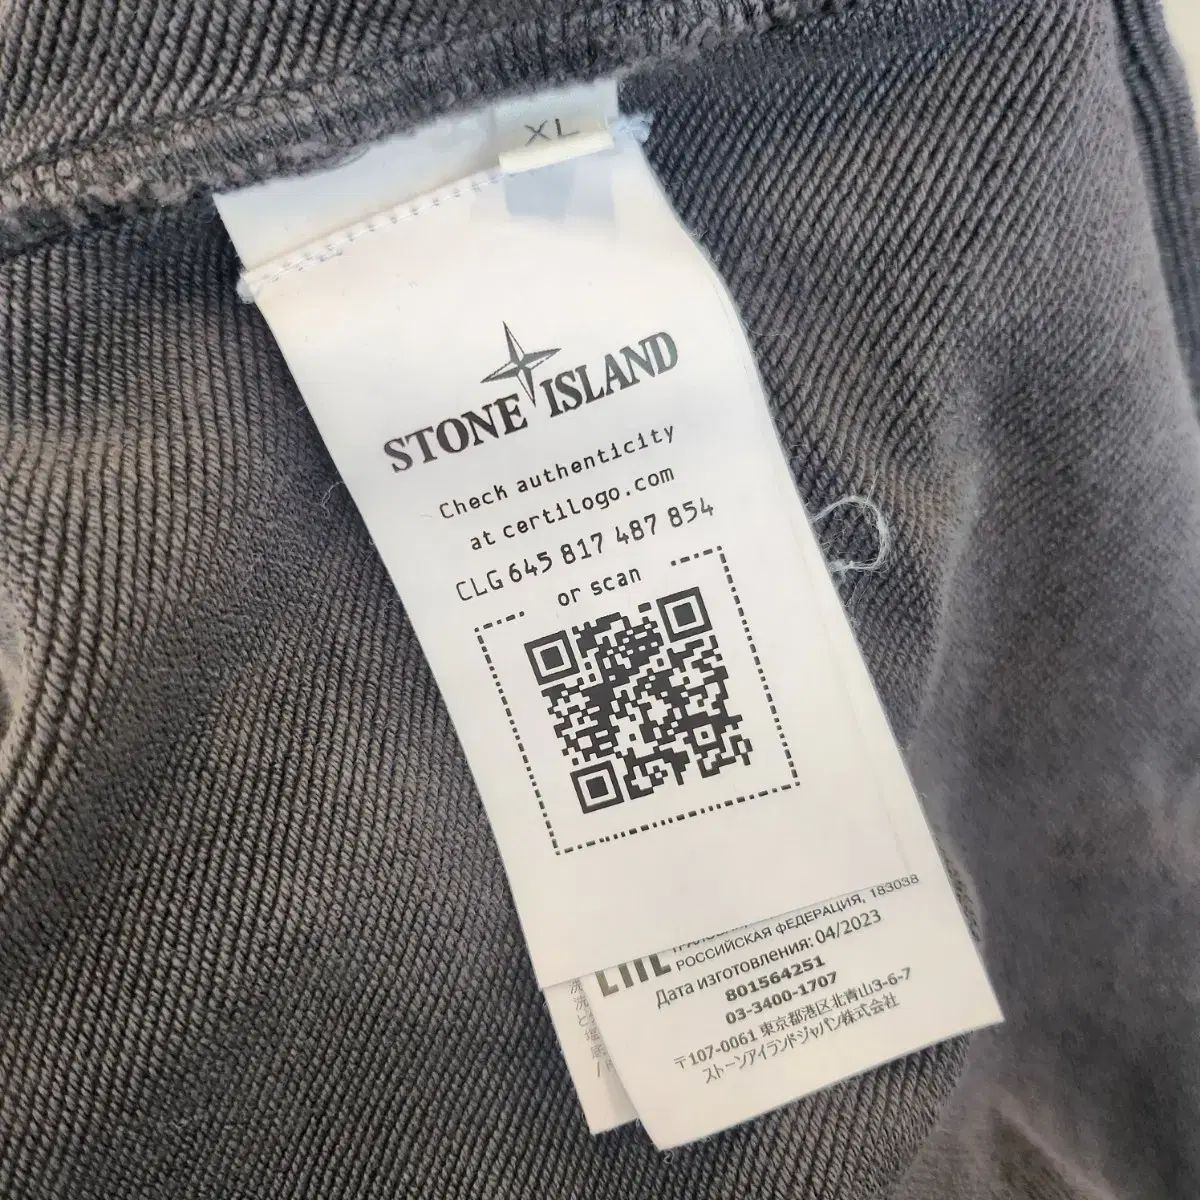 XL
STONE ISLAND
Check authenticity
at certilogo.com
CLG 645 817 487 854
or scan
РОССИЙСКАЯ ФЕДЕРАЦИЯ, 183038
Дата изготовления: 04/2023
801564251
03-3400-1707
〒107-0061 東京都港区北青山3-6-7
ストーンアイランドジャパン株式会社